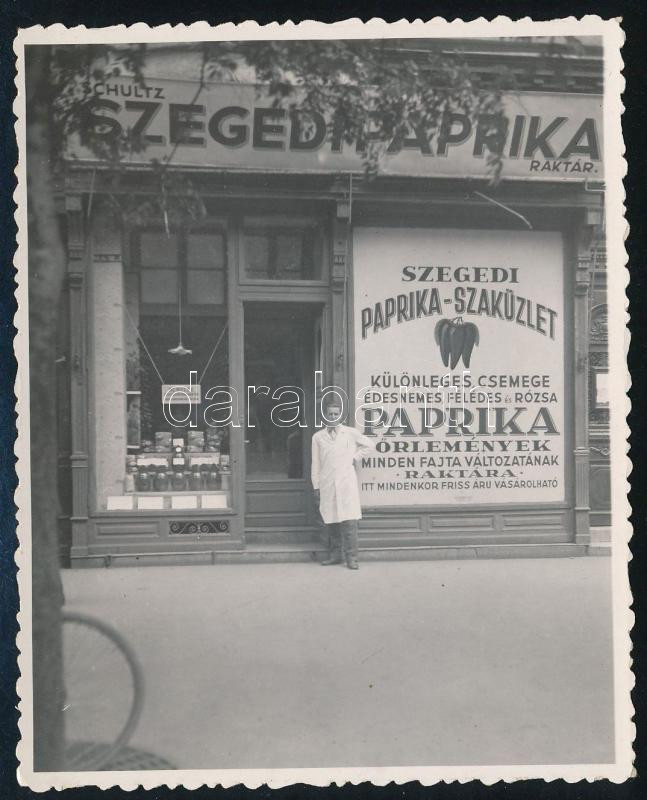 SCHULTZ
SZEGEDI PAPRIKA
RAKTÁR.
SZEGEDI
PAPRIKA-SZAKÜZLET
KÜLÖNLEGES, CSEMEGE
ÉDESNEMES, FÉLÉDES és RÓZSA
PAPRIKA
ŐRLEMÉNYEK
MINDEN FAJTA VÁLTOZATÁNAK
RAKTÁRA
ITT MINDENKOR FRISS ÁRU VÁSÁROLHATÓ
darabanth